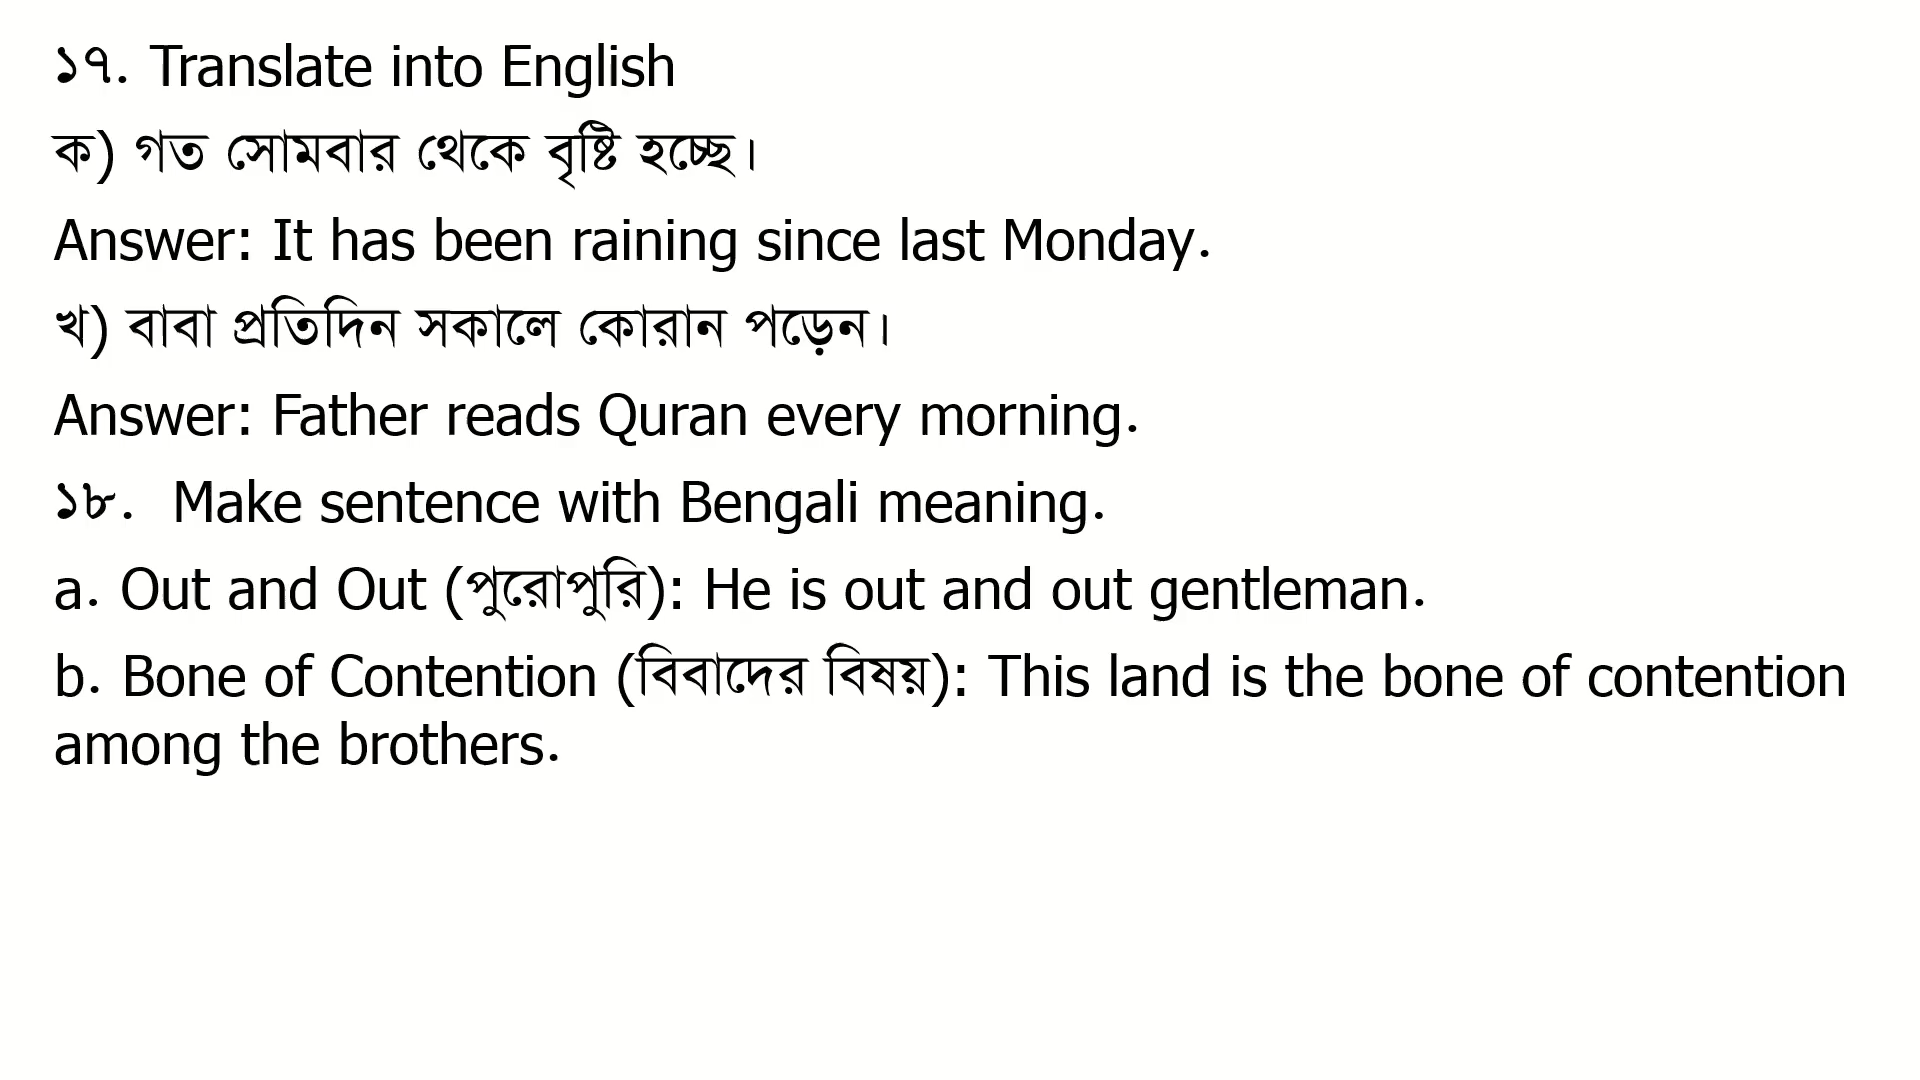 ১৭. Translate into English
ক) গত সোমবার থেকে বৃষ্টি হচ্ছে।
Answer: It has been raining since last Monday.
খ) বাবা প্রতিদিন সকালে কোরান পড়েন।
Answer: Father reads Quran every morning.
১৮. Make sentence with Bengali meaning.
a. Out and Out (পুরোপুরি): He is out and out gentleman.
b. Bone of Contention (বিবাদের বিষয়): This land is the bone of contention
among the brothers.